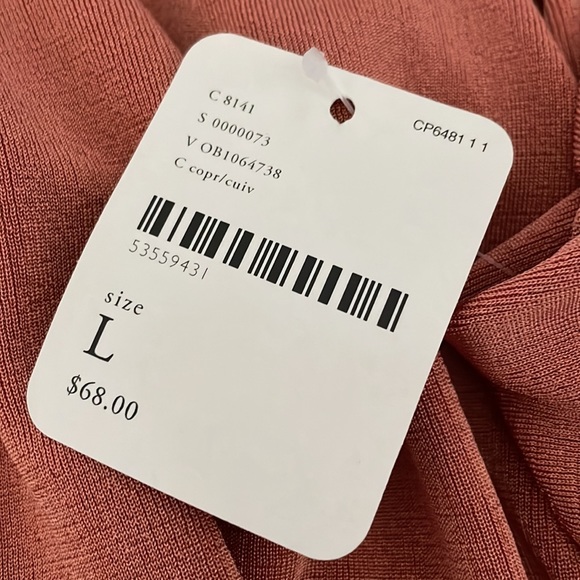 C 8141
S 0000073
V OB1064738
C copr/cuiv
CP6481 1 1
53559431
size
L
$68.00